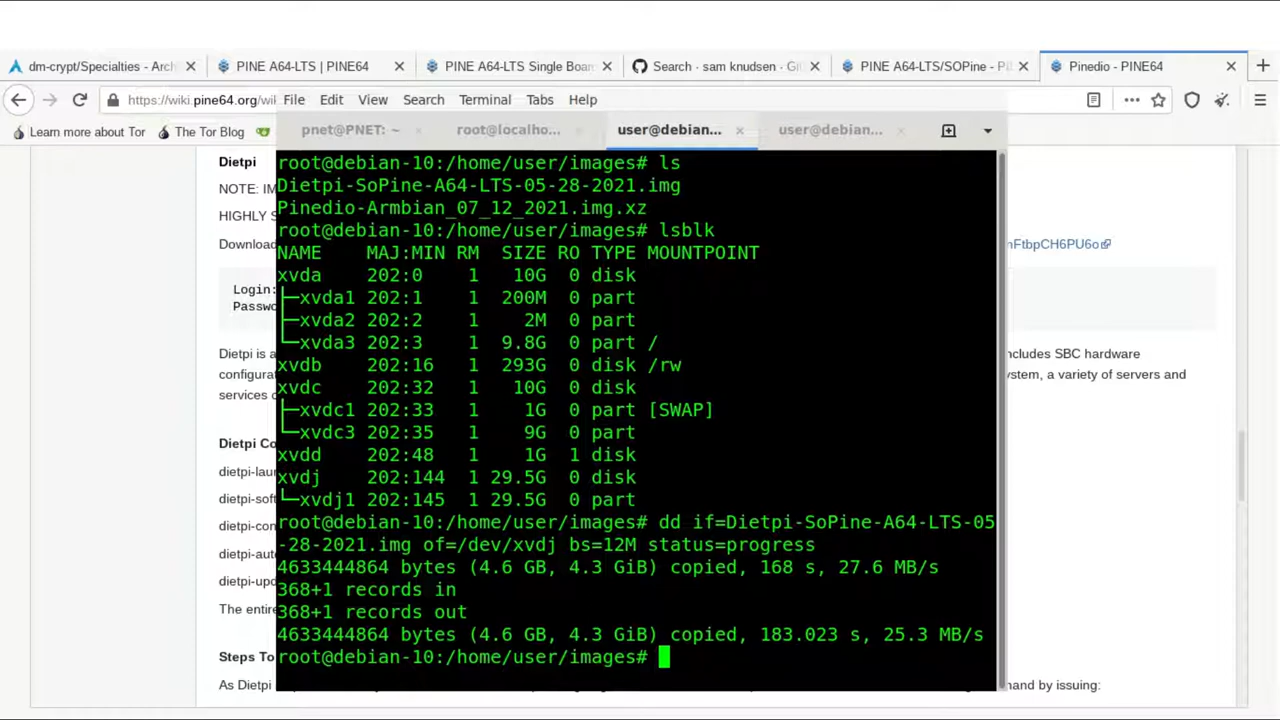 dm-crypt/Specialties - Arc
PINE A64-LTS | PINE64
PINE A64-LTS Single Boar
Search · sam knudsen · Git
PINE A64-LTS/SOPine - PI
Pinedio - PINE64
https://wiki.pine64.org/wil
File Edit View Search Terminal Tabs Help
Learn more about Tor
The Tor Blog
pnet@PNET: ~
root@localho...
user@debian...
user@debian...
Dietpi
NOTE: IM
HIGHLY S
Downloa
nFtbpCH6PU6o
Login:
Passwo
Dietpi is a
ncludes SBC hardware
configurat
ystem, a variety of servers and
services c
Dietpi Co
dietpi-laur
dietpi-soft
dietpi-con
dietpi-aut
dietpi-upd
The entire
Steps To
As Dietpi
mand by issuing:
root@debian-10:/home/user/images# ls
Dietpi-SoPine-A64-LTS-05-28-2021.img
Pinedio-Armbian_07_12_2021.img.xz
root@debian-10:/home/user/images# lsblk
NAME MAJ:MIN RM SIZE RO TYPE MOUNTPOINT
xvda 202:0 1 10G 0 disk
├─xvda1 202:1 1 200M 0 part
├─xvda2 202:2 1 2M 0 part
└─xvda3 202:3 1 9.8G 0 part /
xvdb 202:16 1 293G 0 disk /rw
xvdc 202:32 1 10G 0 disk
├─xvdc1 202:33 1 1G 0 part [SWAP]
└─xvdc3 202:35 1 9G 0 part
xvdd 202:48 1 1G 1 disk
xvdj 202:144 1 29.5G 0 disk
└─xvdj1 202:145 1 29.5G 0 part
root@debian-10:/home/user/images# dd if=Dietpi-SoPine-A64-LTS-05
-28-2021.img of=/dev/xvdj bs=12M status=progress
4633444864 bytes (4.6 GB, 4.3 GiB) copied, 168 s, 27.6 MB/s
368+1 records in
368+1 records out
4633444864 bytes (4.6 GB, 4.3 GiB) copied, 183.023 s, 25.3 MB/s
root@debian-10:/home/user/images#